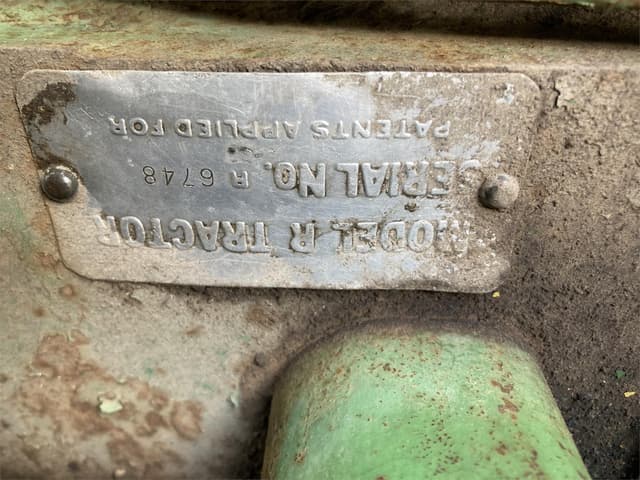 MODEL R TRACTOR
SERIAL No. R 6748
PATENTS APPLIED FOR